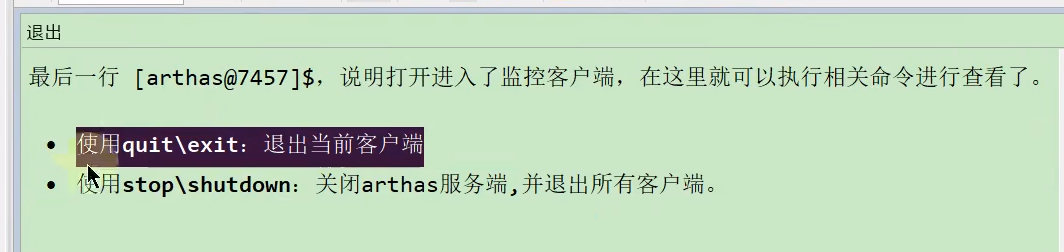 退出
最后一行 [arthas@7457]$，说明打开进入了监控客户端，在这里就可以执行相关命令进行查看了。
• 使用quit\exit：退出当前客户端
• 使用stop\shutdown：关闭arthas服务端,并退出所有客户端。